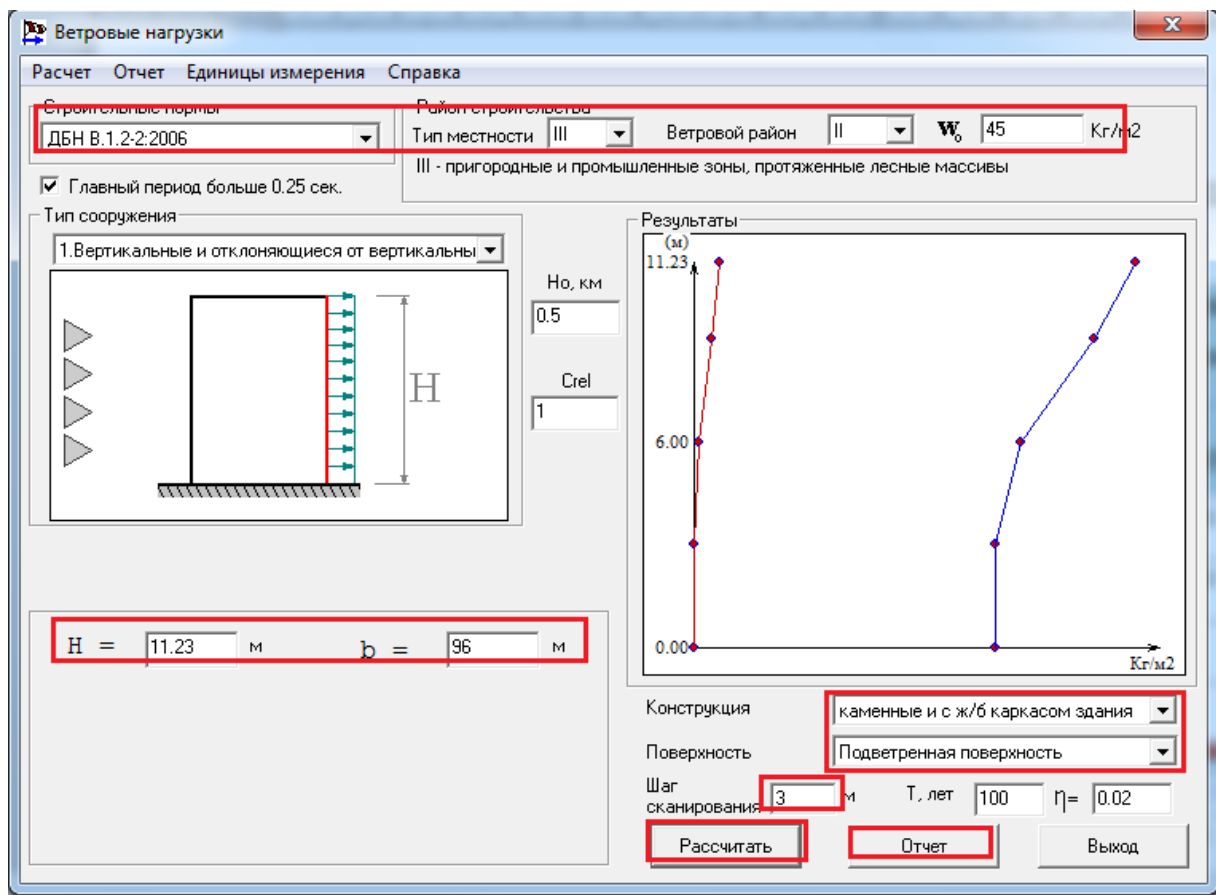 Ветровые нагрузки
Расчет Отчет Единицы измерения Справка
Строительные нормы
ДБН В.1.2-2:2006
Район строительства
Тип местности III Ветровой район II W₀ 45 Кг/м2
III - пригородные и промышленные зоны, протяженные лесные массивы
Главный период больше 0.25 сек.
Тип сооружения
1.Вертикальные и отклоняющиеся от вертикальны
H
Ho, км
0.5
Crel
1
Результаты
(м)
11.23
6.00
0.00
Кг/м2
H = 11.23 м b = 96 м
Конструкция каменные и с ж/б каркасом здания
Поверхность Подветренная поверхность
Шаг
сканирования 3 м Т, лет 100 η= 0.02
Рассчитать Отчет Выход